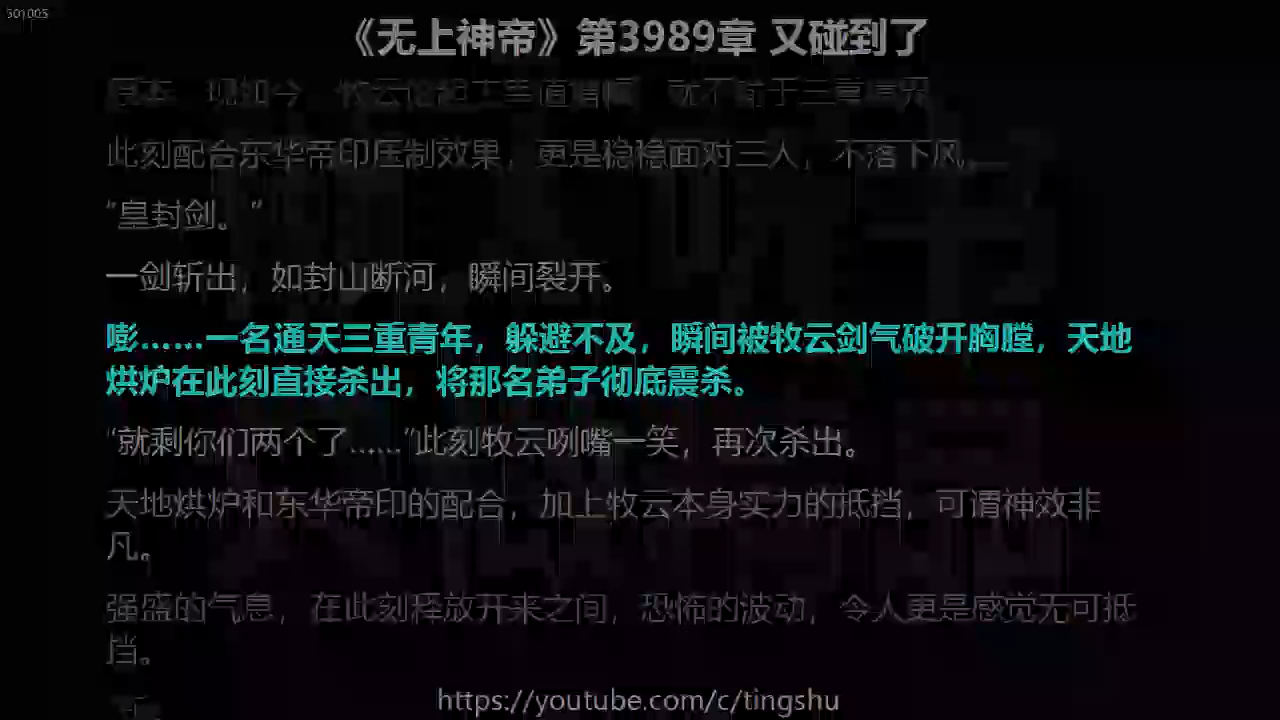 501005
《无上神帝》第3989章 又碰到了
此刻配合东华帝印压制效果，更是稳稳面对三人，不落下风。
“皇封剑。”
一剑斩出，如封山断河，瞬间裂开。
嘭……一名通天三重青年，躲避不及，瞬间被牧云剑气破开胸膛，天地
烘炉在此刻直接杀出，将那名弟子彻底震杀。
“就剩你们两个了……”此刻牧云咧嘴一笑，再次杀出。
天地烘炉和东华帝印的配合，加上牧云本身实力的抵挡，可谓神效非
凡。
强盛的气息，在此刻释放开来之间，恐怖的波动，令人更是感觉无可抵
挡。
https://youtube.com/c/tingshu